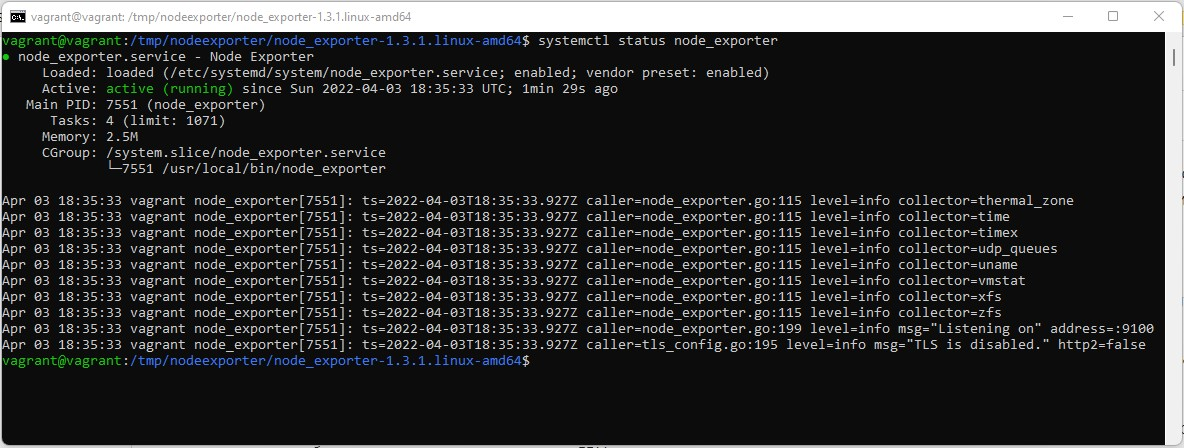 vagrant@vagrant: /tmp/nodeexporter/node_exporter-1.3.1.linux-amd64
vagrant@vagrant:/tmp/nodeexporter/node_exporter-1.3.1.linux-amd64$ systemctl status node_exporter
● node_exporter.service - Node Exporter
     Loaded: loaded (/etc/systemd/system/node_exporter.service; enabled; vendor preset: enabled)
     Active: active (running) since Sun 2022-04-03 18:35:33 UTC; 1min 29s ago
   Main PID: 7551 (node_exporter)
      Tasks: 4 (limit: 1071)
     Memory: 2.5M
     CGroup: /system.slice/node_exporter.service
             └─7551 /usr/local/bin/node_exporter
Apr 03 18:35:33 vagrant node_exporter[7551]: ts=2022-04-03T18:35:33.927Z caller=node_exporter.go:115 level=info collector=thermal_zone
Apr 03 18:35:33 vagrant node_exporter[7551]: ts=2022-04-03T18:35:33.927Z caller=node_exporter.go:115 level=info collector=time
Apr 03 18:35:33 vagrant node_exporter[7551]: ts=2022-04-03T18:35:33.927Z caller=node_exporter.go:115 level=info collector=timex
Apr 03 18:35:33 vagrant node_exporter[7551]: ts=2022-04-03T18:35:33.927Z caller=node_exporter.go:115 level=info collector=udp_queues
Apr 03 18:35:33 vagrant node_exporter[7551]: ts=2022-04-03T18:35:33.927Z caller=node_exporter.go:115 level=info collector=uname
Apr 03 18:35:33 vagrant node_exporter[7551]: ts=2022-04-03T18:35:33.927Z caller=node_exporter.go:115 level=info collector=vmstat
Apr 03 18:35:33 vagrant node_exporter[7551]: ts=2022-04-03T18:35:33.927Z caller=node_exporter.go:115 level=info collector=xfs
Apr 03 18:35:33 vagrant node_exporter[7551]: ts=2022-04-03T18:35:33.927Z caller=node_exporter.go:115 level=info collector=zfs
Apr 03 18:35:33 vagrant node_exporter[7551]: ts=2022-04-03T18:35:33.927Z caller=node_exporter.go:199 level=info msg="Listening on" address=:9100
Apr 03 18:35:33 vagrant node_exporter[7551]: ts=2022-04-03T18:35:33.927Z caller=tls_config.go:195 level=info msg="TLS is disabled." http2=false
vagrant@vagrant:/tmp/nodeexporter/node_exporter-1.3.1.linux-amd64$